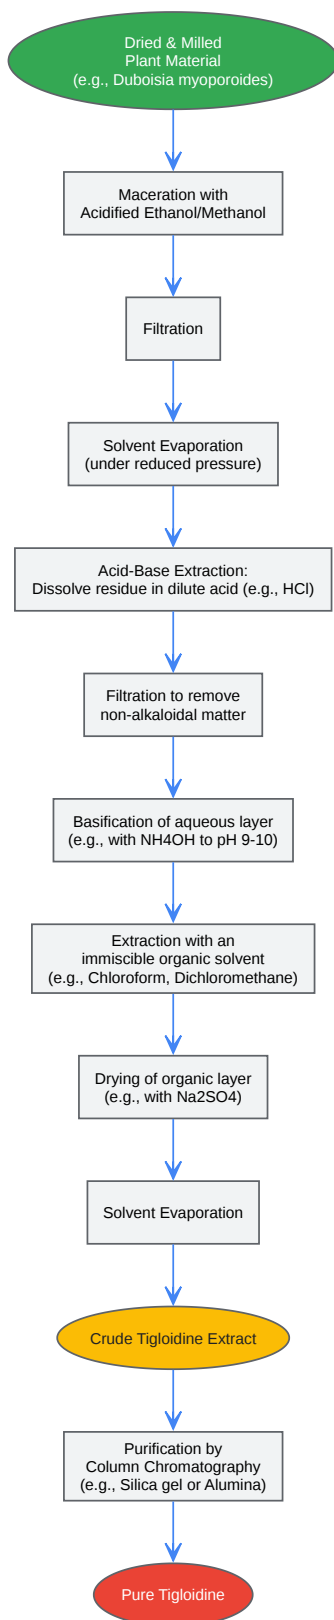 Dried & Milled
Plant Material
(e.g., Duboisia myoporoides)
Maceration with
Acidified Ethanol/Methanol
Filtration
Solvent Evaporation
(under reduced pressure)
Acid-Base Extraction:
Dissolve residue in dilute acid (e.g., HCl)
Filtration to remove
non-alkaloidal matter
Basification of aqueous layer
(e.g., with NH4OH to pH 9-10)
Extraction with an
immiscible organic solvent
(e.g., Chloroform, Dichloromethane)
Drying of organic layer
(e.g., with Na2SO4)
Solvent Evaporation
Crude Tigloidine Extract
Purification by
Column Chromatography
(e.g., Silica gel or Alumina)
Pure Tigloidine